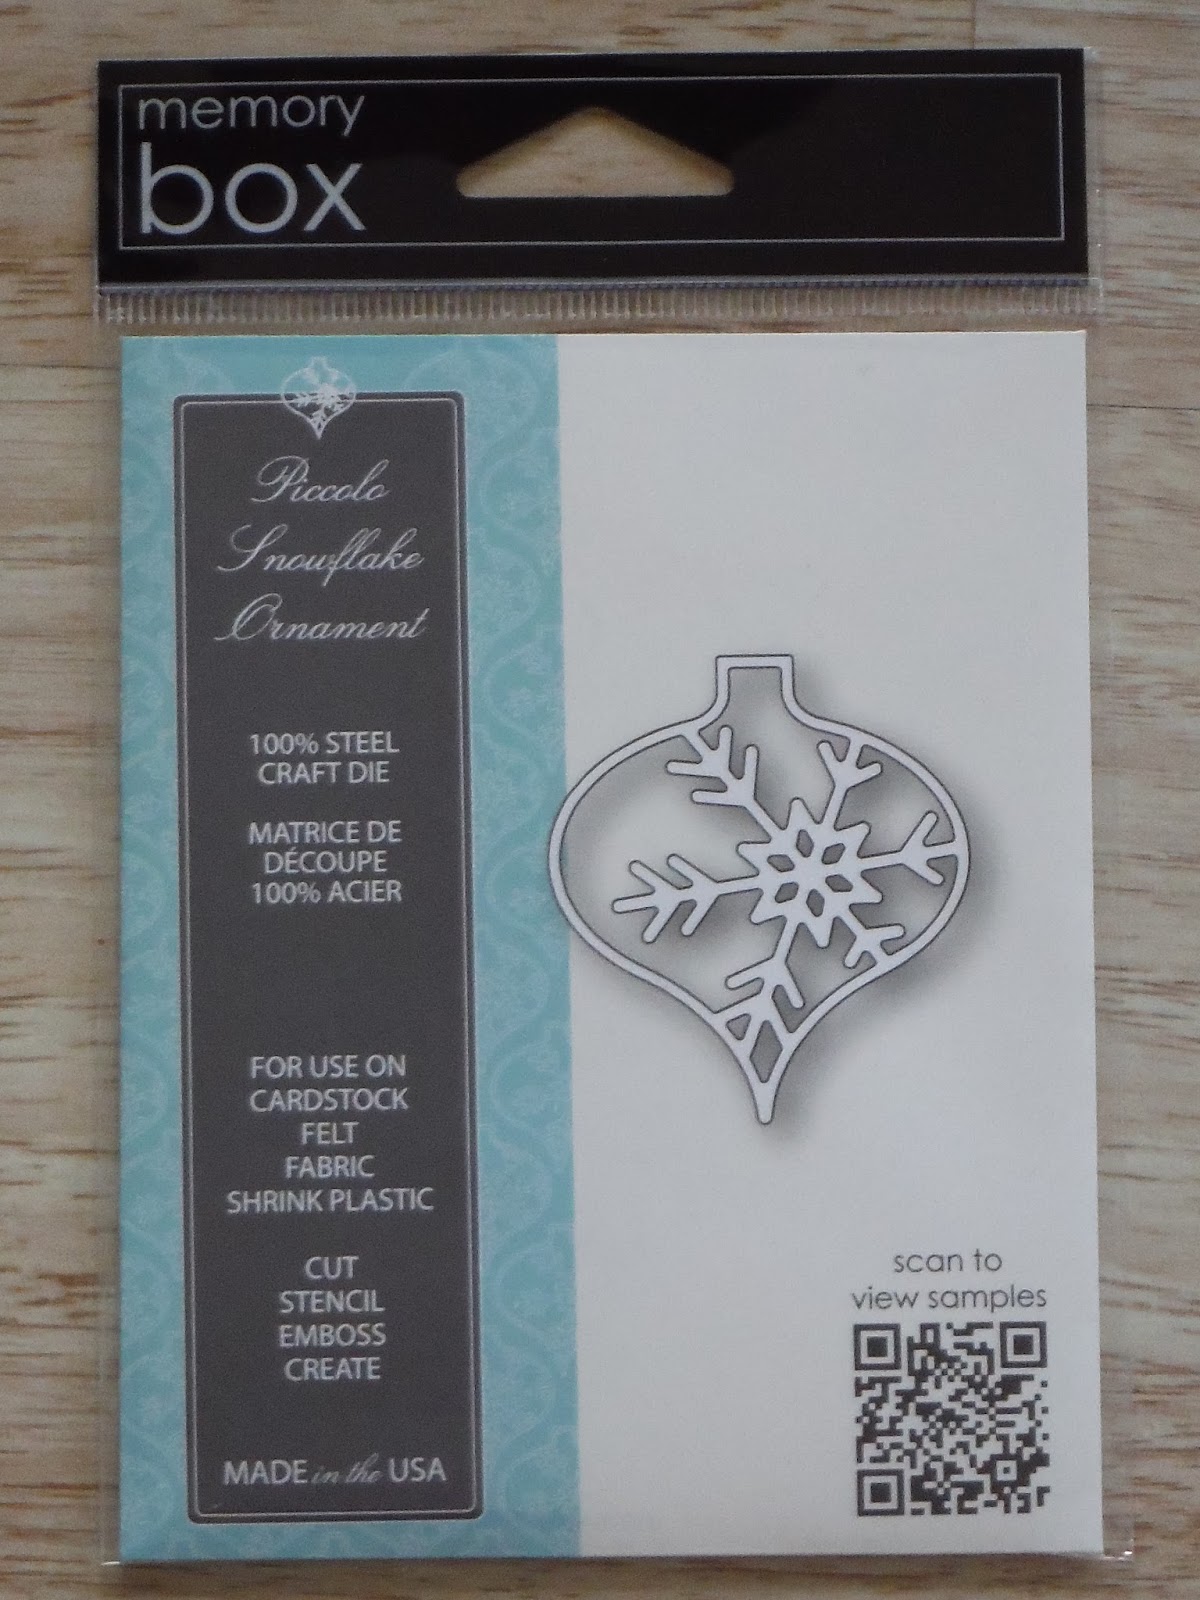 memory
box
Piccolo
Snowflake
Ornament
100% STEEL
CRAFT DIE
MATRICE DE
DÉCOUPE
100% ACIER
FOR USE ON
CARDSTOCK
FELT
FABRIC
SHRINK PLASTIC
CUT
STENCIL
EMBOSS
CREATE
MADE in the USA
scan to
view samples